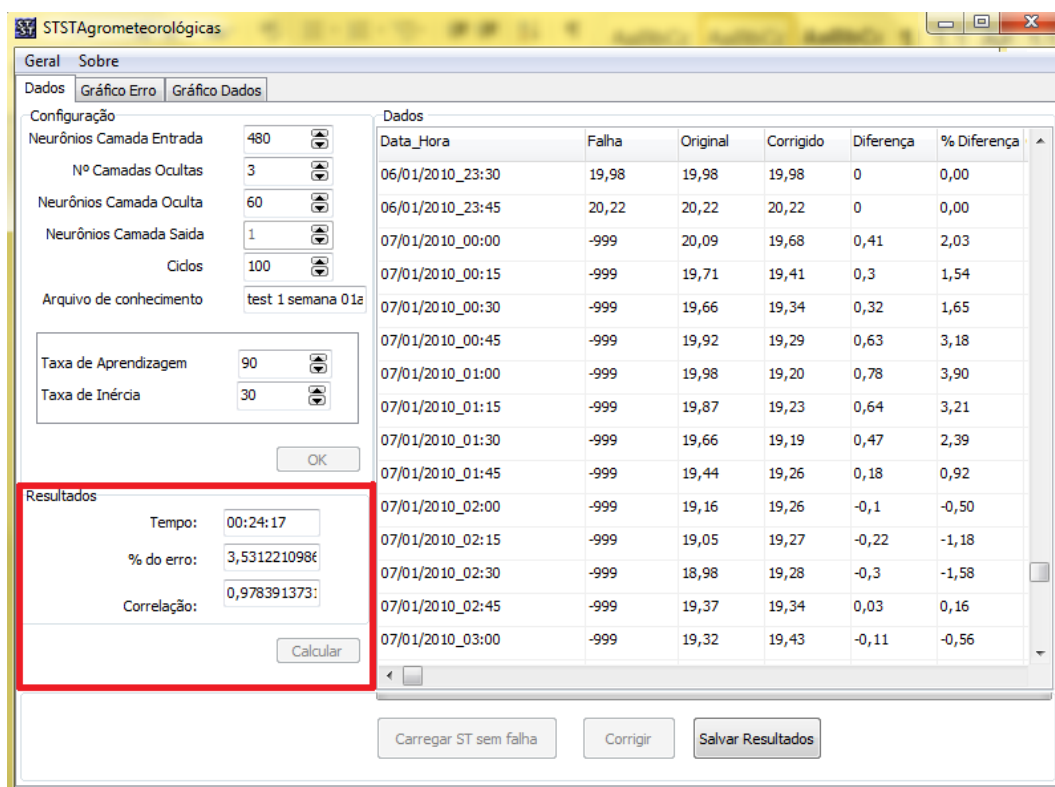 STSTAgrometeorológicas
Geral Sobre
Dados Gráfico Erro Gráfico Dados
Configuração
Neurônios Camada Entrada 480
Nº Camadas Ocultas 3
Neurônios Camada Oculta 60
Neurônios Camada Saida 1
Ciclos 100
Arquivo de conhecimento test 1 semana 01a
Taxa de Aprendizagem 90
Taxa de Inércia 30
OK
Resultados
Tempo: 00:24:17
% do erro: 3,5312210986
Correlação: 0,978391373:
Calcular
Dados
Data_Hora Falha Original Corrigido Diferença % Diferença
06/01/2010_23:30 19,98 19,98 19,98 0 0,00
06/01/2010_23:45 20,22 20,22 20,22 0 0,00
07/01/2010_00:00 -999 20,09 19,68 0,41 2,03
07/01/2010_00:15 -999 19,71 19,41 0,3 1,54
07/01/2010_00:30 -999 19,66 19,34 0,32 1,65
07/01/2010_00:45 -999 19,92 19,29 0,63 3,18
07/01/2010_01:00 -999 19,98 19,20 0,78 3,90
07/01/2010_01:15 -999 19,87 19,23 0,64 3,21
07/01/2010_01:30 -999 19,66 19,19 0,47 2,39
07/01/2010_01:45 -999 19,44 19,26 0,18 0,92
07/01/2010_02:00 -999 19,16 19,26 -0,1 -0,50
07/01/2010_02:15 -999 19,05 19,27 -0,22 -1,18
07/01/2010_02:30 -999 18,98 19,28 -0,3 -1,58
07/01/2010_02:45 -999 19,37 19,34 0,03 0,16
07/01/2010_03:00 -999 19,32 19,43 -0,11 -0,56
Carregar ST sem falha Corrigir Salvar Resultados